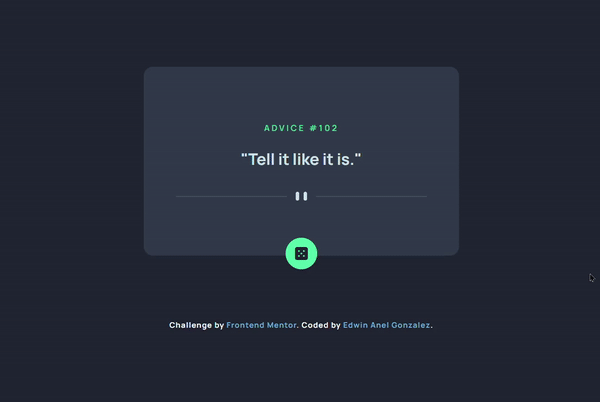 ADVICE #102
"Tell it like it is."
Challenge by Frontend Mentor. Coded by Edwin Anel Gonzalez.